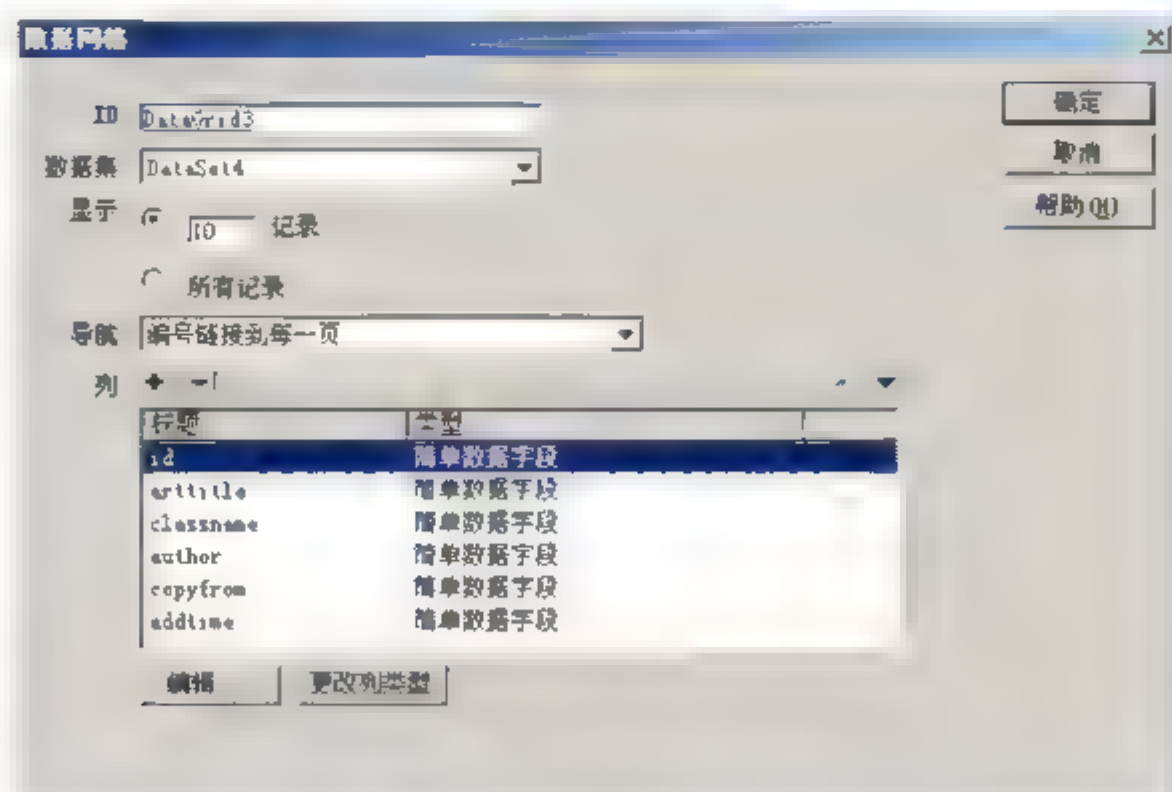 数据网格
ID DataGrid3
数据集 DataSet4
显示 10 记录
所有记录
导航 编号链接到每一页
列
标题 类型
id 简单数据字段
arttitle 简单数据字段
classname 简单数据字段
author 简单数据字段
copyfrom 简单数据字段
addtime 简单数据字段
编辑 更改列类型
确定
取消
帮助(H)